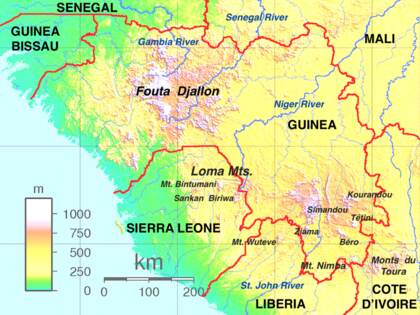 SENEGAL
Senegal River
GUINEA
BISSAU
Gambia River
MALI
Fouta Djallon
Niger River
GUINEA
Loma Mts.
Mt. Bintumani
Sankan Biriwa
Kourandou
Simandou
Tétini
m
1000
750
500
250
0
SIERRA LEONE
Ziama
Mt. Wuteve
Béro
km
0 100 200
Mt. Nimba
Monts du
Toura
St. John River
LIBERIA
COTE
D'IVOIRE